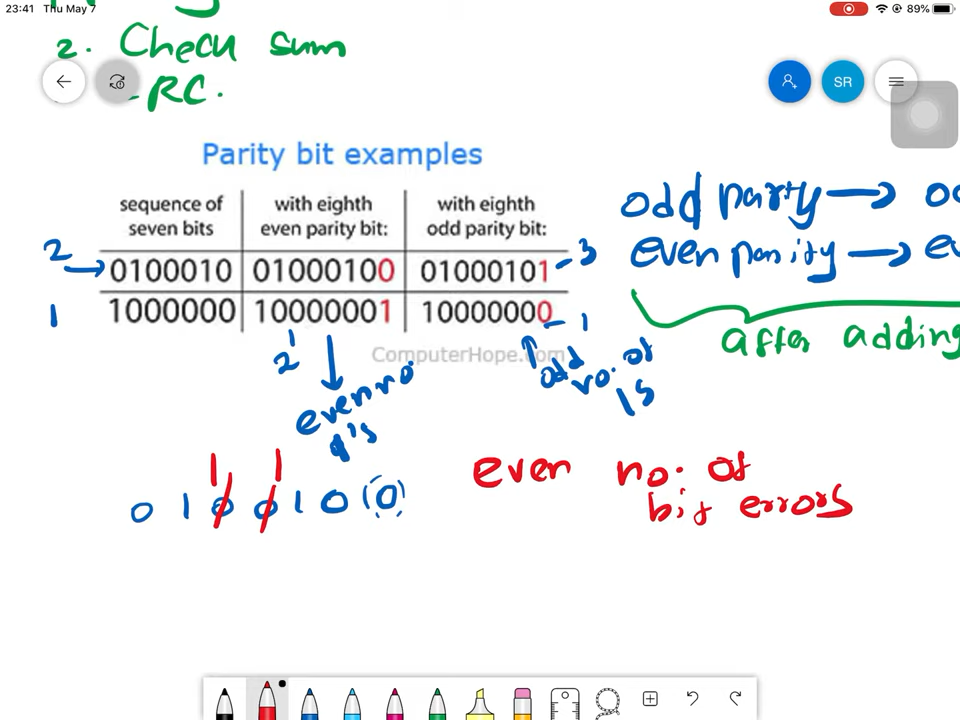 23:41 Thu May 7
89%
2. Check sum
RC.
SR
Parity bit examples
sequence of seven bits
with eighth even parity bit:
with eighth odd parity bit:
2 → 0100010 01000100 01000101 - 3
1 1000000 10000001 10000000 - 1
ComputerHope.com
odd parity → od
even parity → ev
after adding
2 1
even no.
1's
odd
no. of
1s
1 1
0 1 0 0 1 0 (0)
even no. of
bit errors